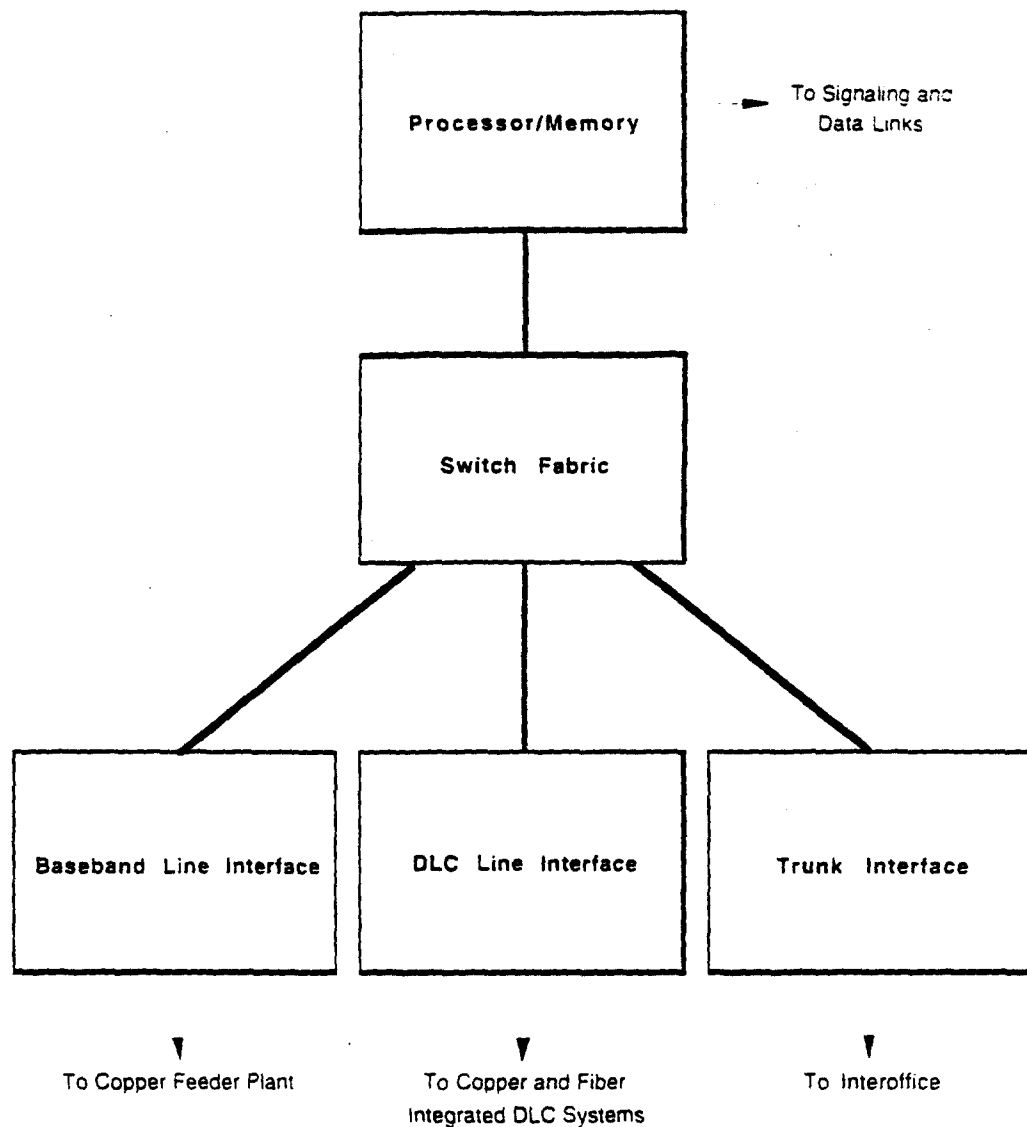 Processor/Memory
To Signaling and
Data Links
Switch Fabric
Baseband Line Interface
DLC Line Interface
Trunk Interface
To Copper Feeder Plant
To Copper and Fiber
Integrated DLC Systems
To Interoffice